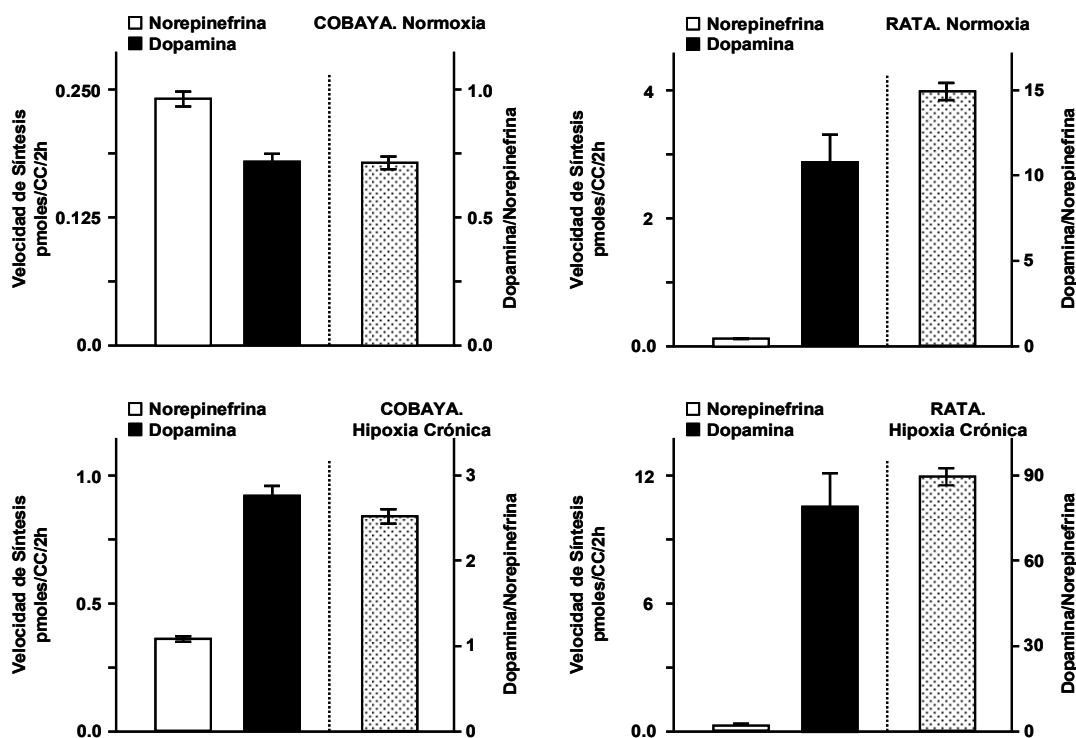 Norepinefrina
Dopamina
COBAYA. Normoxia
Velocidad de Síntesis
pmoles/CC/2h
0.250
0.125
0.0
1.0
0.5
0.0
Dopamina/Norepinefrina
Norepinefrina
Dopamina
RATA. Normoxia
Velocidad de Síntesis
pmoles/CC/2h
4
2
0.0
15
10
5
0
Dopamina/Norepinefrina
Norepinefrina
Dopamina
COBAYA.
Hipoxia Crónica
Velocidad de Síntesis
pmoles/CC/2h
1.0
0.5
0.0
3
2
1
0
Dopamina/Norepinefrina
Norepinefrina
Dopamina
RATA.
Hipoxia Crónica
Velocidad de Síntesis
pmoles/CC/2h
12
6
0.0
90
60
30
0
Dopamina/Norepinefrina